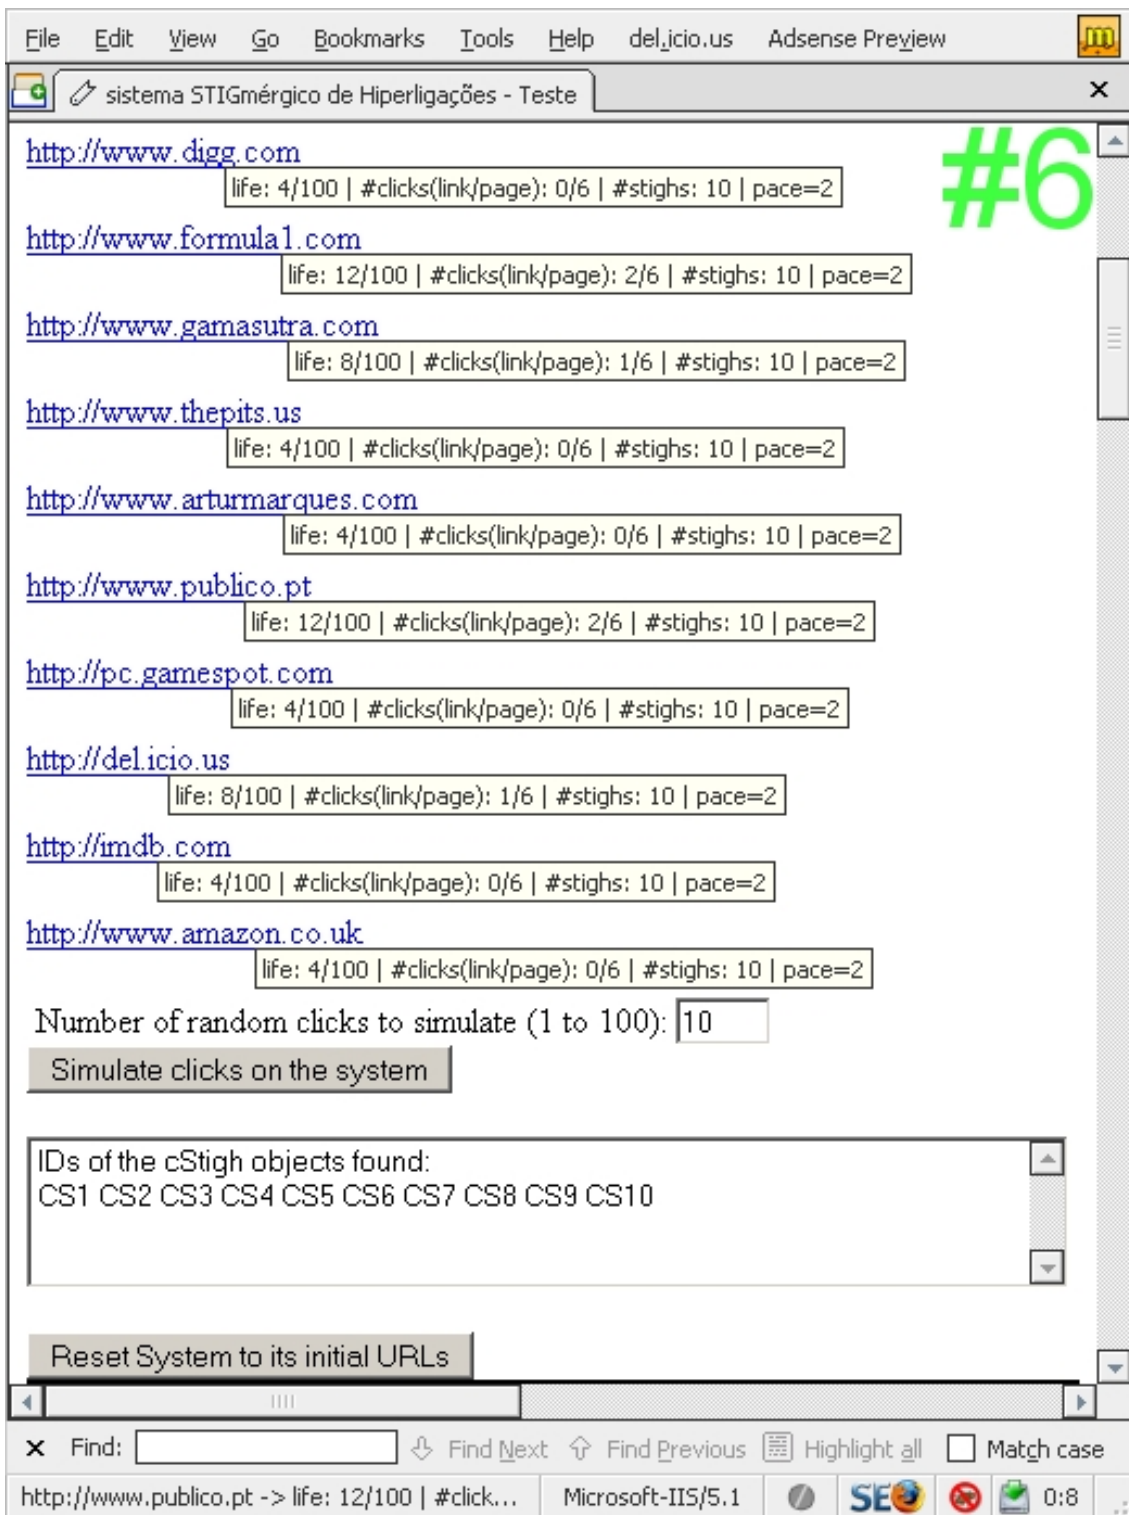 File Edit View Go Bookmarks Tools Help del.icio.us Adsense Preview
sistema STIGmérgico de Hiperligações - Teste
#6
http://www.digg.com
life: 4/100 | #clicks(link/page): 0/6 | #stighs: 10 | pace=2
http://www.formula1.com
life: 12/100 | #clicks(link/page): 2/6 | #stighs: 10 | pace=2
http://www.gamasutra.com
life: 8/100 | #clicks(link/page): 1/6 | #stighs: 10 | pace=2
http://www.thepits.us
life: 4/100 | #clicks(link/page): 0/6 | #stighs: 10 | pace=2
http://www.arturmarques.com
life: 4/100 | #clicks(link/page): 0/6 | #stighs: 10 | pace=2
http://www.publico.pt
life: 12/100 | #clicks(link/page): 2/6 | #stighs: 10 | pace=2
http://pc.gamespot.com
life: 4/100 | #clicks(link/page): 0/6 | #stighs: 10 | pace=2
http://del.icio.us
life: 8/100 | #clicks(link/page): 1/6 | #stighs: 10 | pace=2
http://imdb.com
life: 4/100 | #clicks(link/page): 0/6 | #stighs: 10 | pace=2
http://www.amazon.co.uk
life: 4/100 | #clicks(link/page): 0/6 | #stighs: 10 | pace=2
Number of random clicks to simulate (1 to 100): 10
Simulate clicks on the system
IDs of the cStigh objects found:
CS1 CS2 CS3 CS4 CS5 CS6 CS7 CS8 CS9 CS10
Reset System to its initial URLs
Find: Find Next Find Previous Highlight all Match case
http://www.publico.pt -> life: 12/100 | #click... Microsoft-IIS/5.1 SEO 0:8